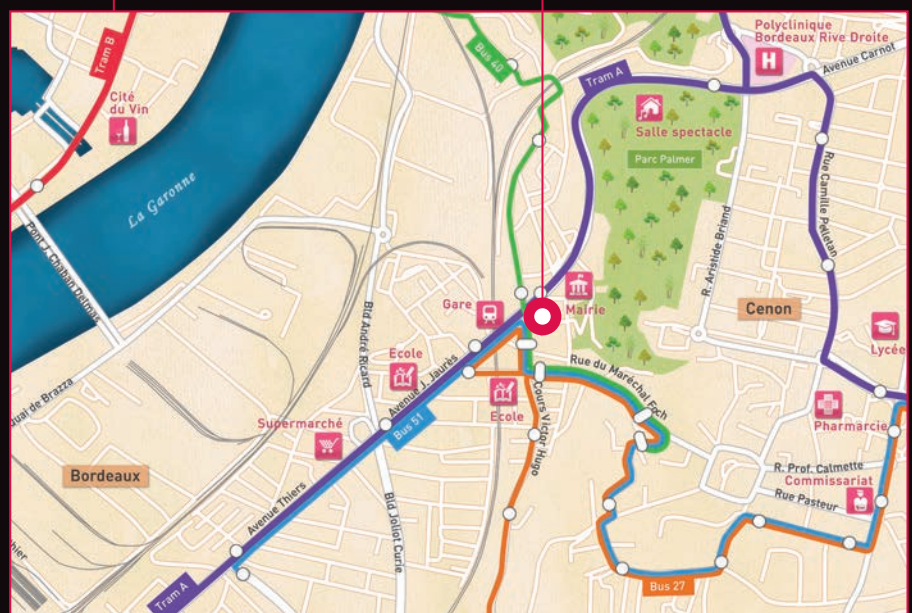 Polyclinique
Bordeaux Rive Droite
H
Avenue Carnot
Tram B
Bus 40
Tram A
Cité
du Vin
Salle spectacle
Parc Palmer
La Garonne
Rue Camille Pelletan
Pont J. Chaban Delmas
R. Aristide Briand
Gare
Mairie
Cenon
Bld André Ricard
Lycée
Ecole
Avenue J. Jaurès
Rue du Maréchal Foch
Quai de Brazza
Ecole
Cours Victor Hugo
Bus 51
Supermarché
Pharmarcie
Bordeaux
R. Prof. Calmette
Commissariat
Rue Pasteur
Avenue Thiers
Bld Joliot Curie
Bus 27
Tram A